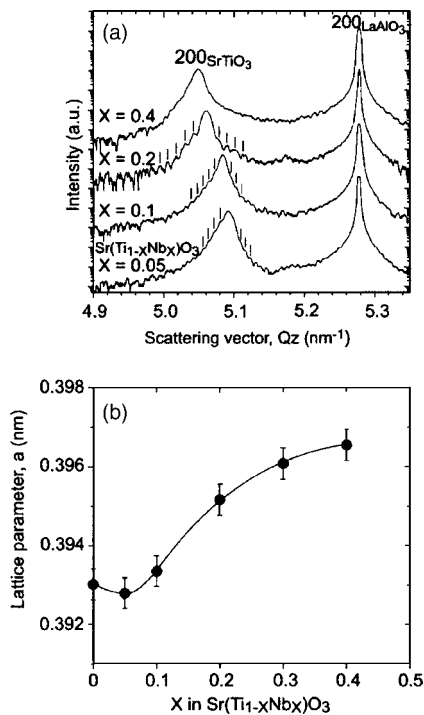 (a)
200LaAlO3
200SrTiO3
Intensity (a.u.)
X = 0.4
X = 0.2
X = 0.1
Sr(Ti1-XNbX)O3
X = 0.05
4.9 5.0 5.1 5.2 5.3
Scattering vector, Qz (nm-1)
(b)
Lattice parameter, a (nm)
0.398
0.396
0.394
0.392
0 0.1 0.2 0.3 0.4 0.5
X in Sr(Ti1-XNbX)O3